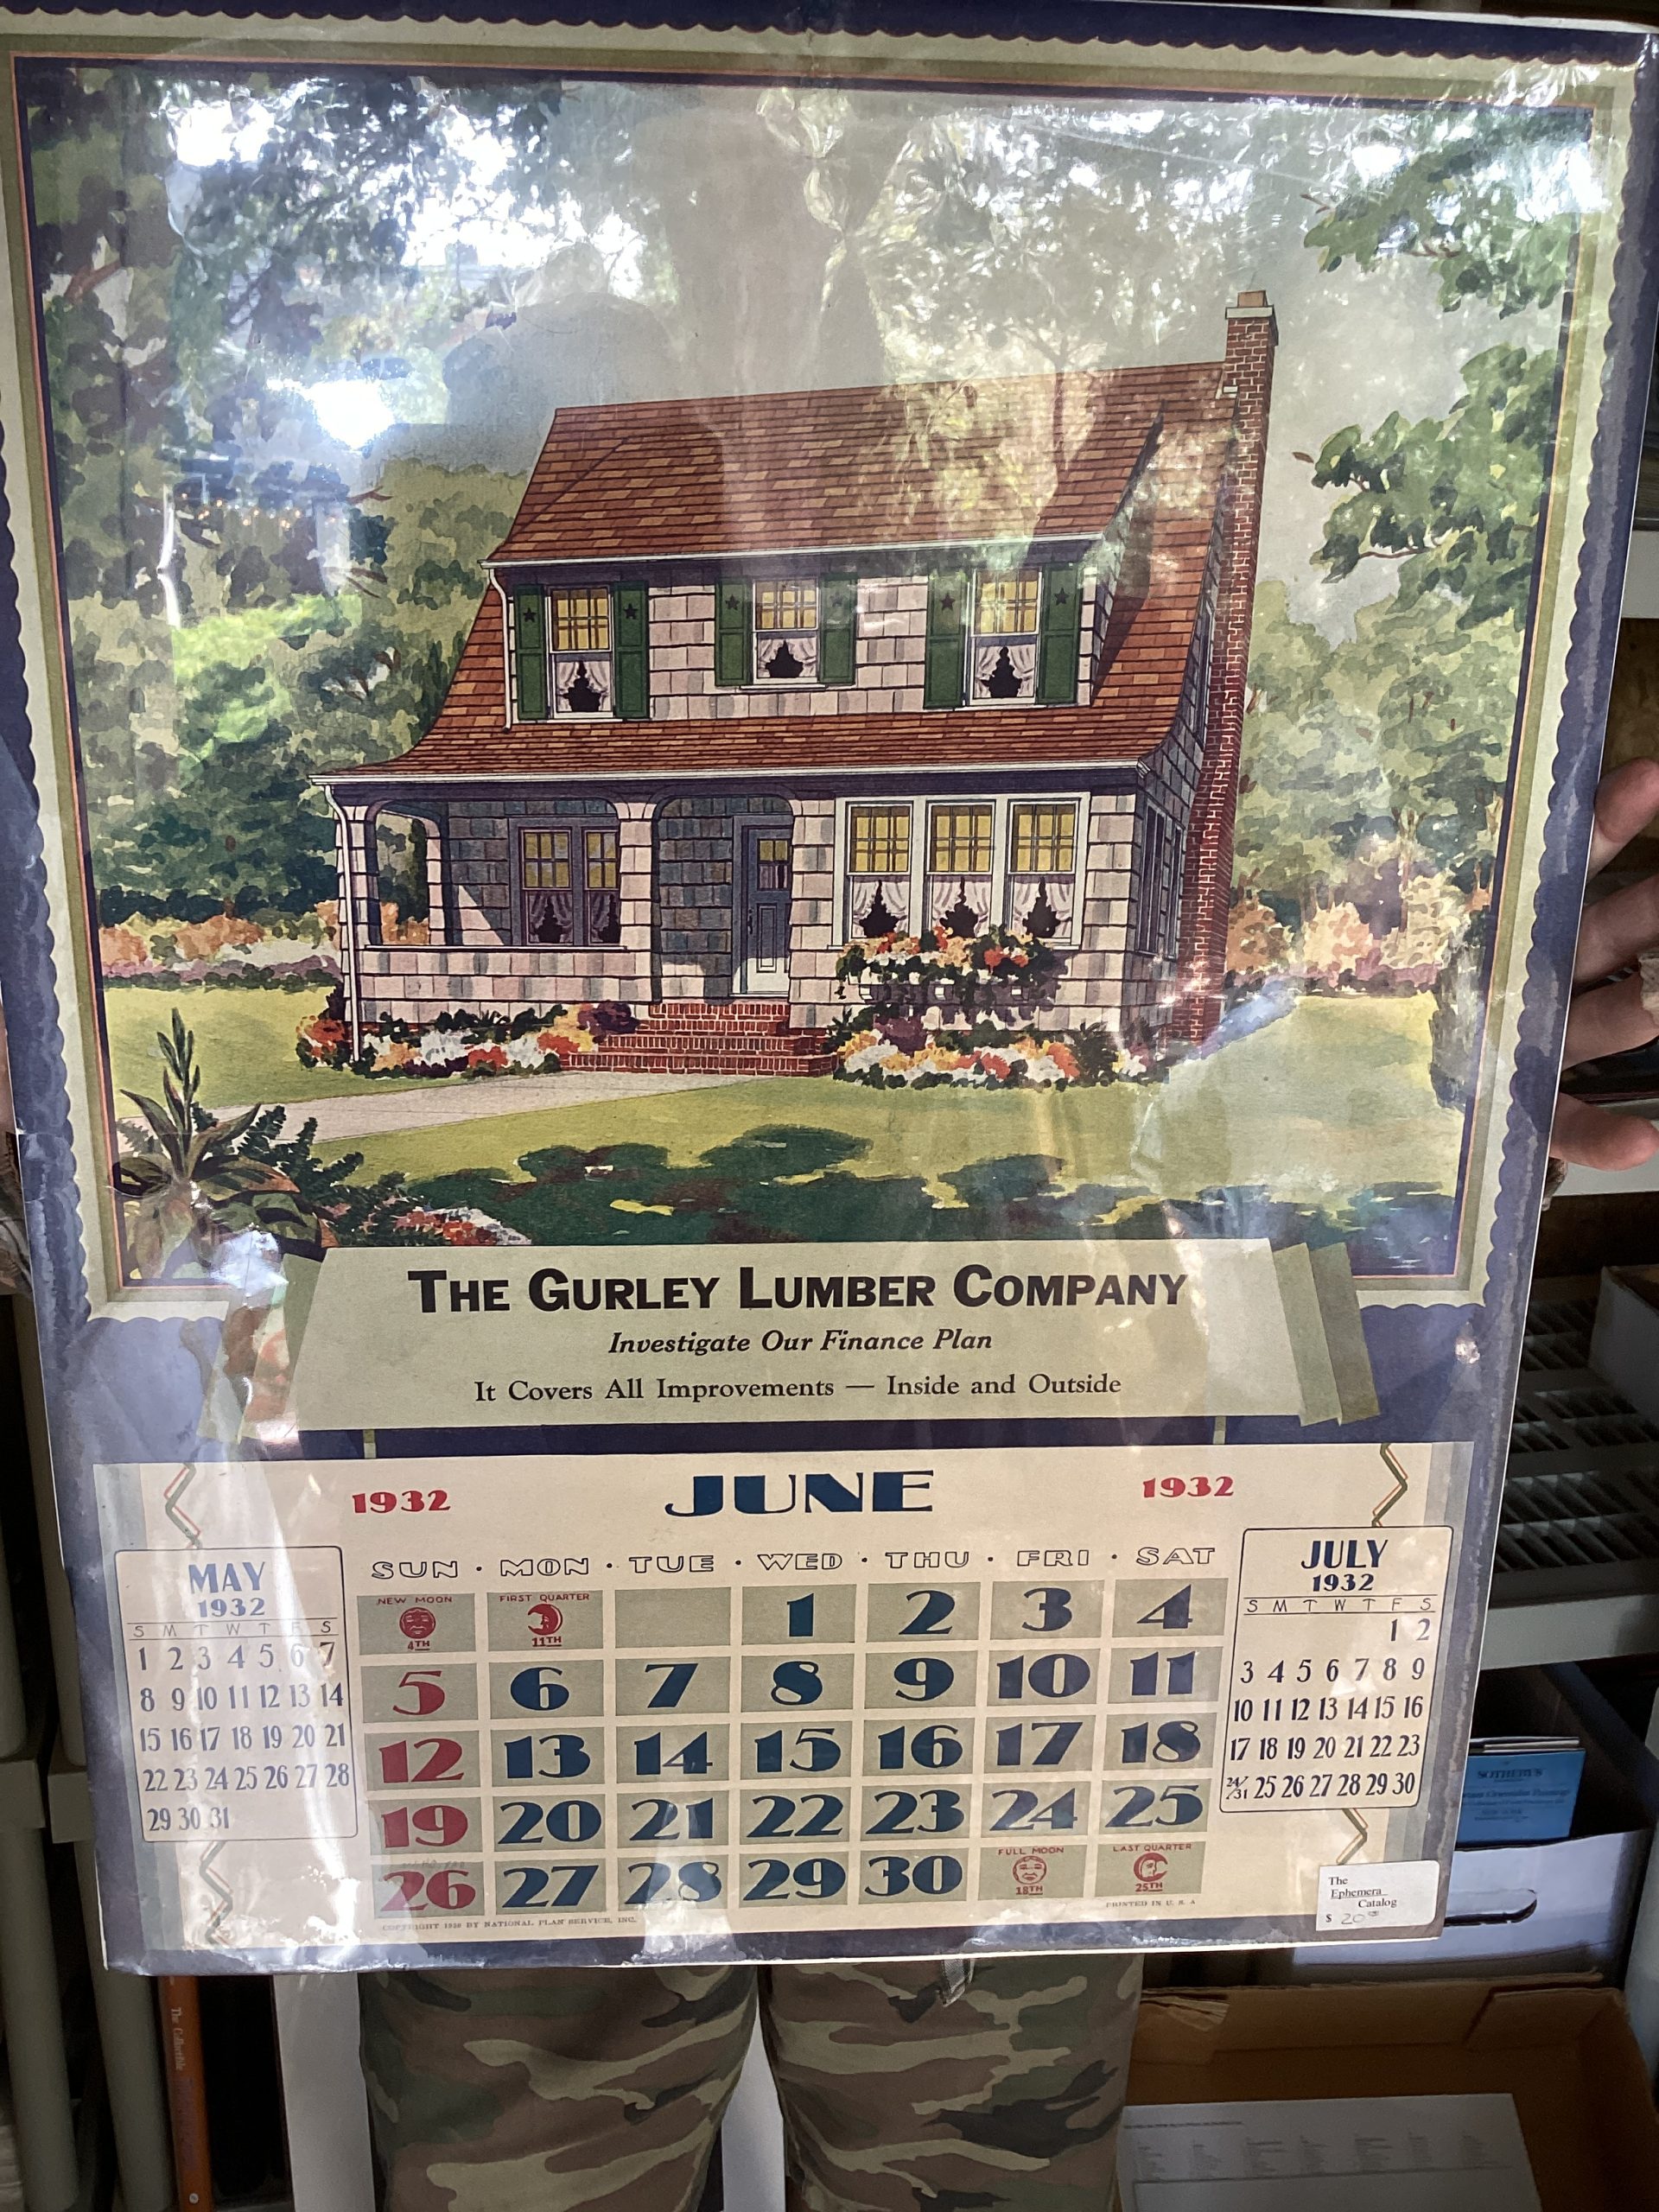 THE GURLEY LUMBER COMPANY
Investigate Our Finance Plan
It Covers All Improvements — Inside and Outside
1932 JUNE 1932
SUN · MON · TUE · WED · THU · FRI · SAT
NEW MOON
4TH
FIRST QUARTER
11TH
1 2 3 4
5 6 7 8 9 10 11
12 13 14 15 16 17 18
19 20 21 22 23 24 25
26 27 28 29 30
FULL MOON
18TH
LAST QUARTER
25TH
BY NATIONAL PLAN SERVICE, INC.
PRINTED IN U. S. A
MAY
1932
S M T W T F S
1 2 3 4 5 6 7
8 9 10 11 12 13 14
15 16 17 18 19 20 21
22 23 24 25 26 27 28
29 30 31
JULY
1932
S M T W T F S
1 2
3 4 5 6 7 8 9
10 11 12 13 14 15 16
17 18 19 20 21 22 23
24/31 25 26 27 28 29 30
The
Ephemera
Catalog
$ 20
SOTHEBY'S